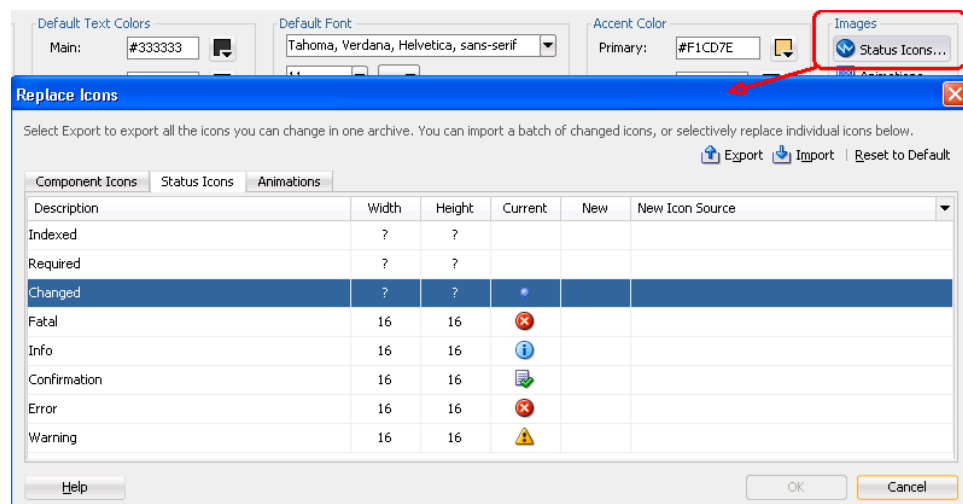 Default Text Colors
Default Font
Accent Color
Images
Main: #333333
Tahoma, Verdana, Helvetica, sans-serif
Primary: #F1CD7E
Status Icons...
Replace Icons
Select Export to export all the icons you can change in one archive. You can import a batch of changed icons, or selectively replace individual icons below.
Export Import | Reset to Default
Component Icons Status Icons Animations
Description Width Height Current New New Icon Source
Indexed ? ?
Required ? ?
Changed ? ?
Fatal 16 16
Info 16 16
Confirmation 16 16
Error 16 16
Warning 16 16
Help OK Cancel